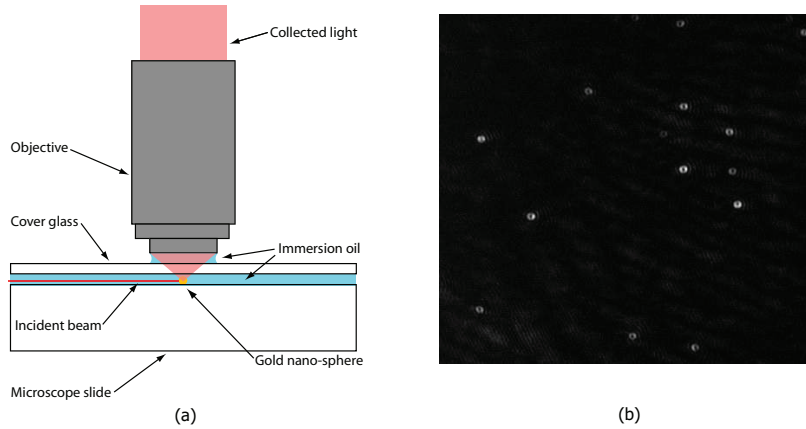 Collected light
Objective
Cover glass
Immersion oil
Incident beam
Gold nano-sphere
Microscope slide
(a)
(b)